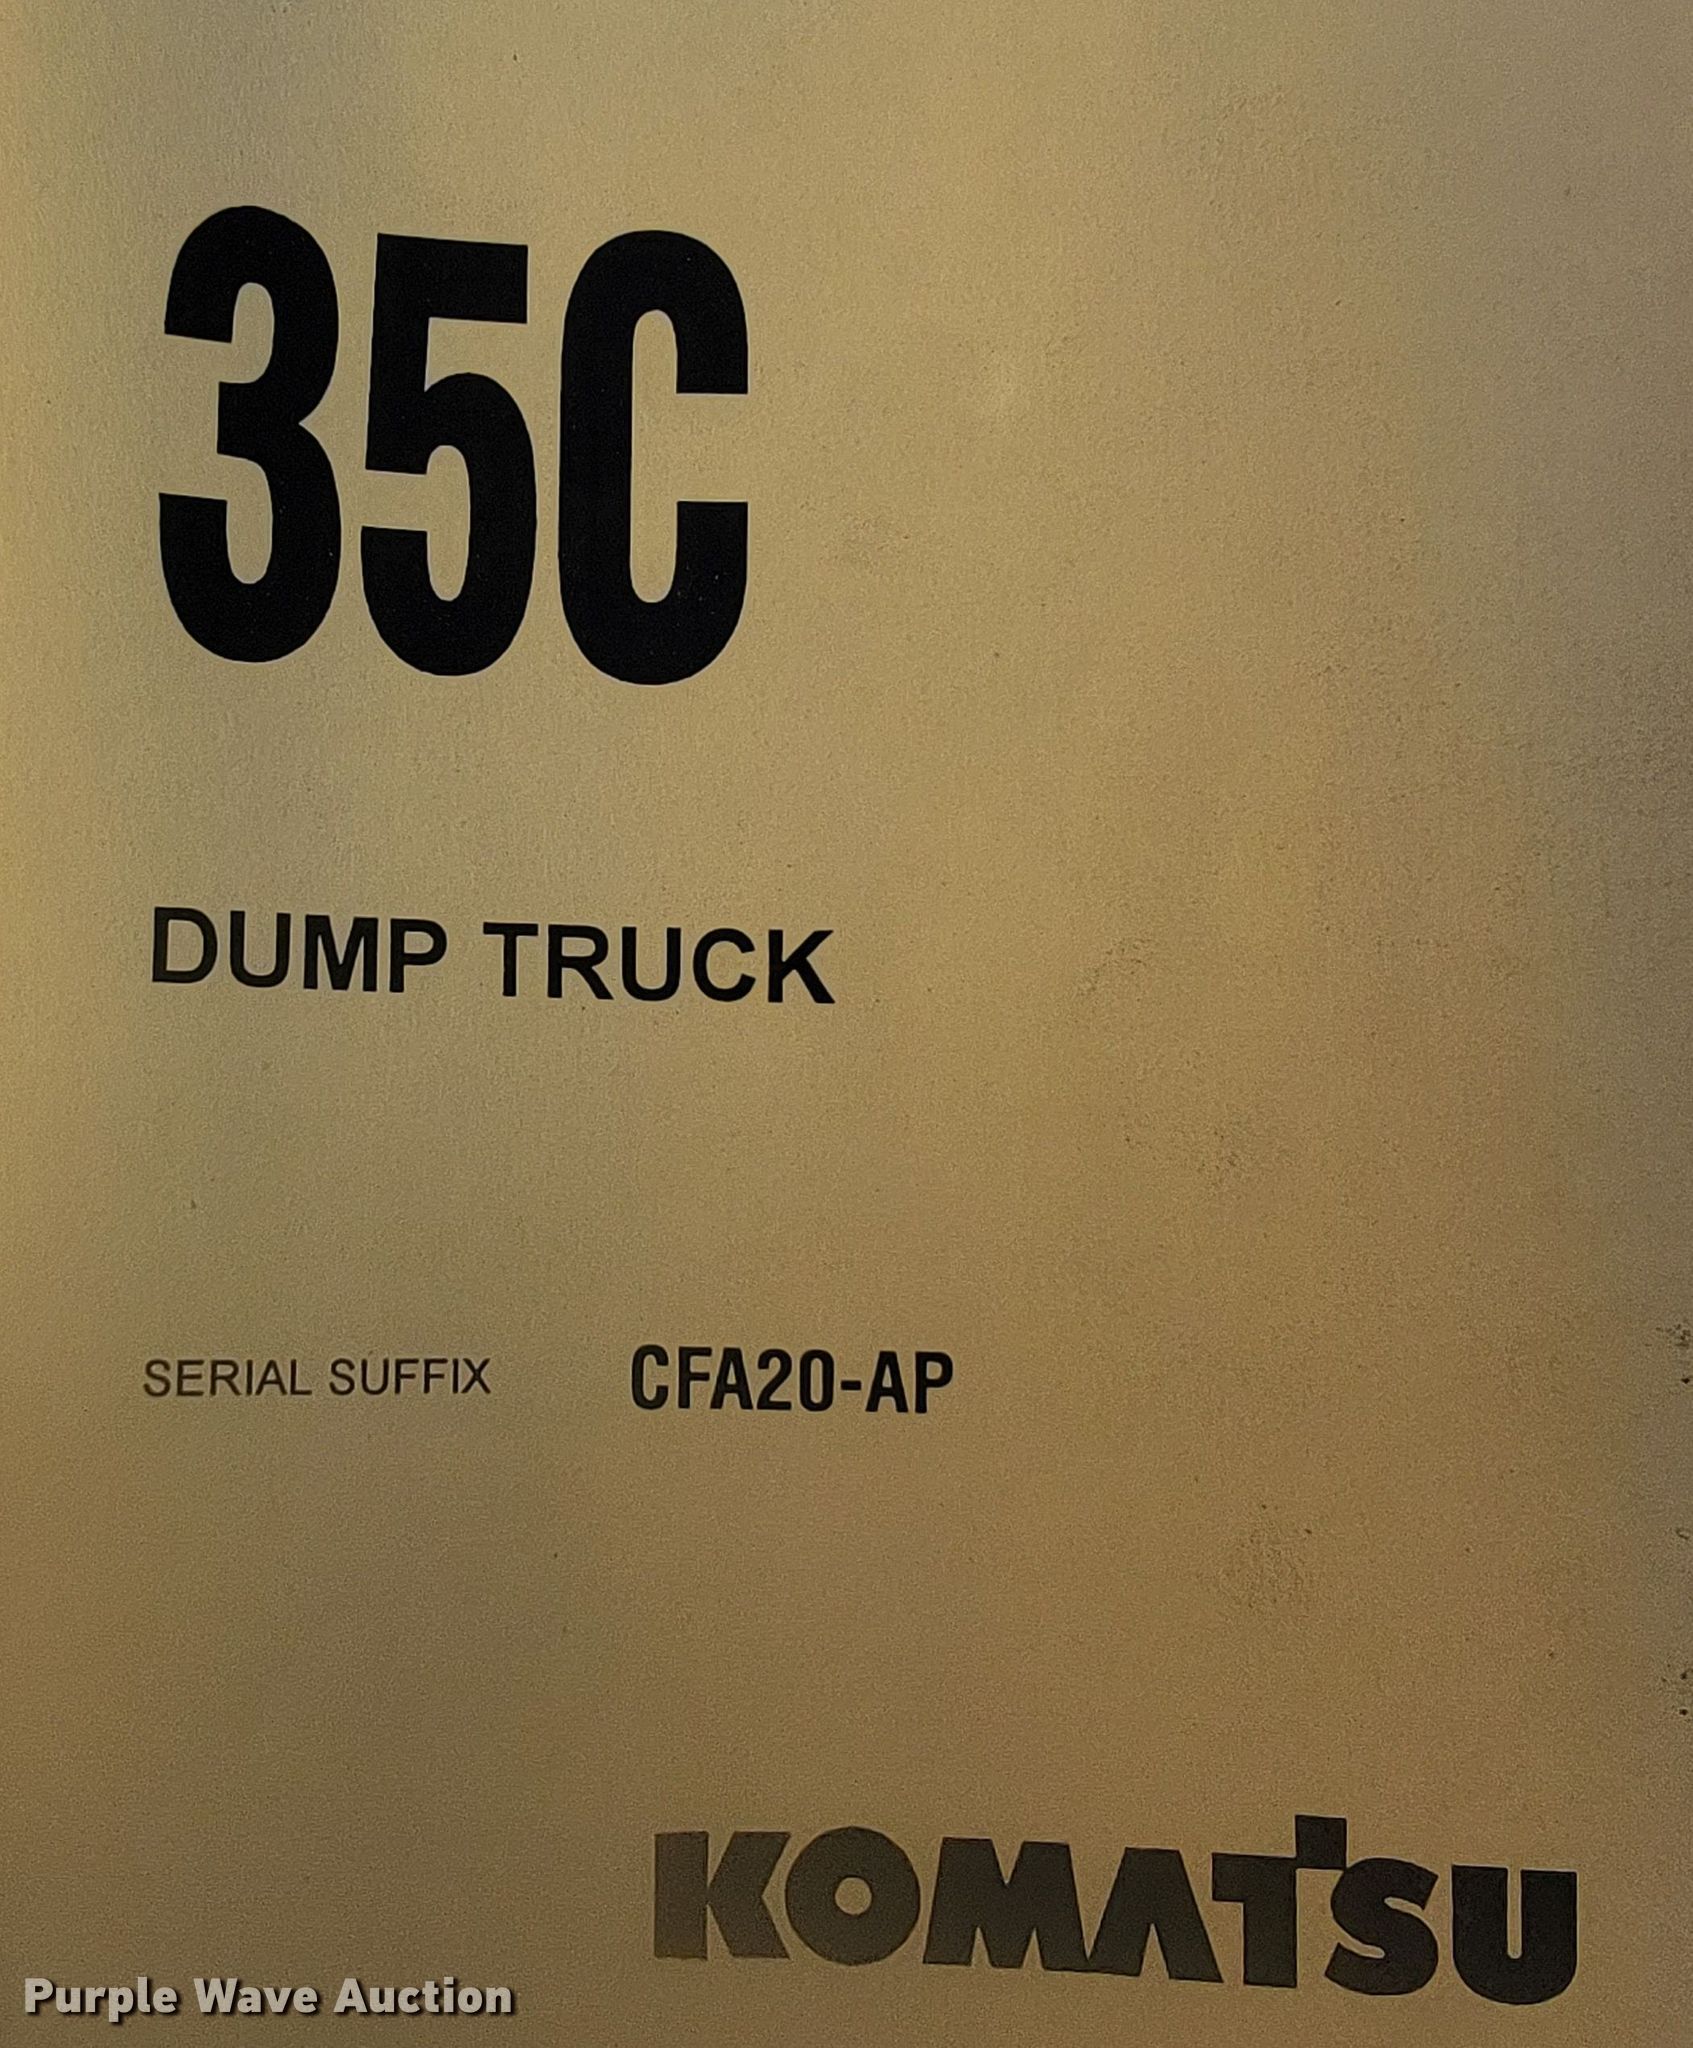 35C
DUMP TRUCK
SERIAL SUFFIX CFA20-AP
KOMATSU
Purple Wave Auction